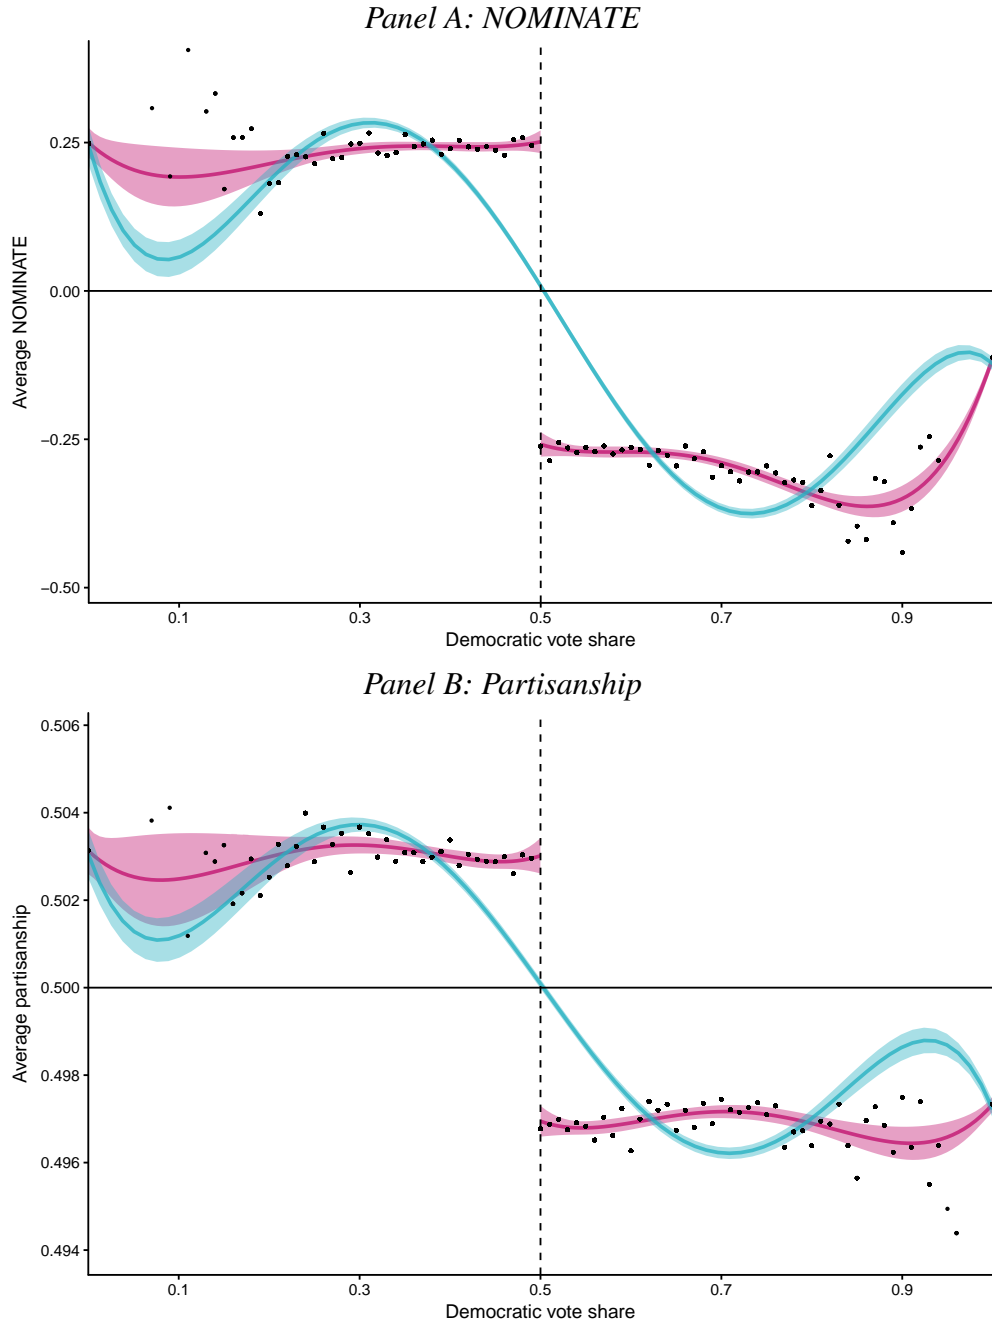 Panel A: NOMINATE
0.25
0.00
−0.25
−0.50
Average NOMINATE
0.1 0.3 0.5 0.7 0.9
Democratic vote share
Panel B: Partisanship
0.506
0.504
0.502
0.500
0.498
0.496
0.494
Average partisanship
0.1 0.3 0.5 0.7 0.9
Democratic vote share